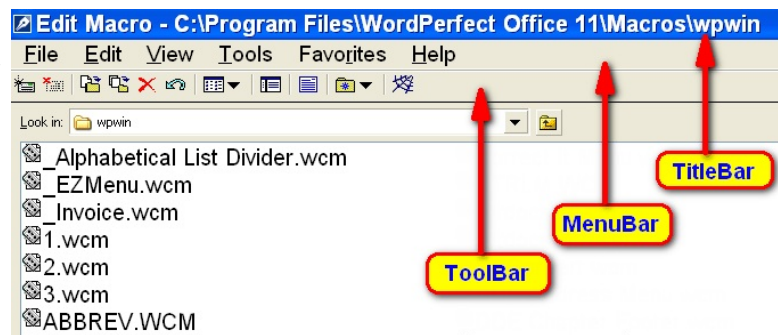 Edit Macro - C:\Program Files\WordPerfect Office 11\Macros\wpwin
File Edit View Tools Favorites Help
Look in: wpwin
_Alphabetical List Divider.wcm
TitleBar
_EZMenu.wcm
_Invoice.wcm
MenuBar
1.wcm
2.wcm
ToolBar
3.wcm
ABBREV.WCM